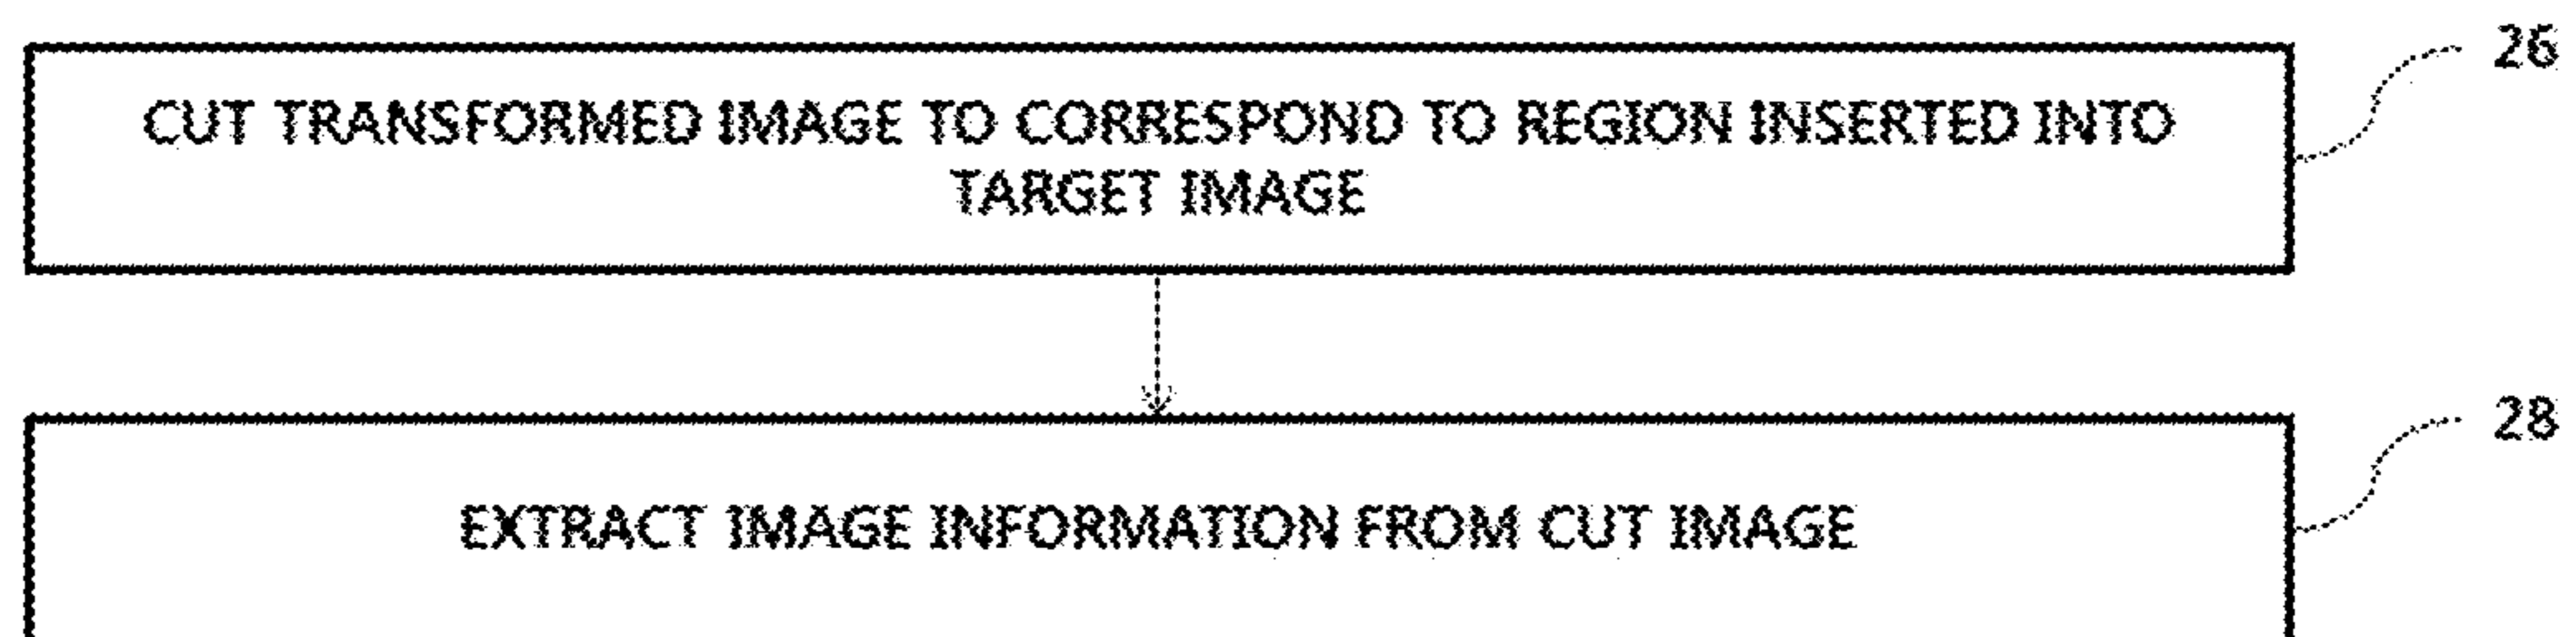 26
CUT TRANSFORMED IMAGE TO CORRESPOND TO REGION INSERTED INTO
TARGET IMAGE
28
EXTRACT IMAGE INFORMATION FROM CUT IMAGE